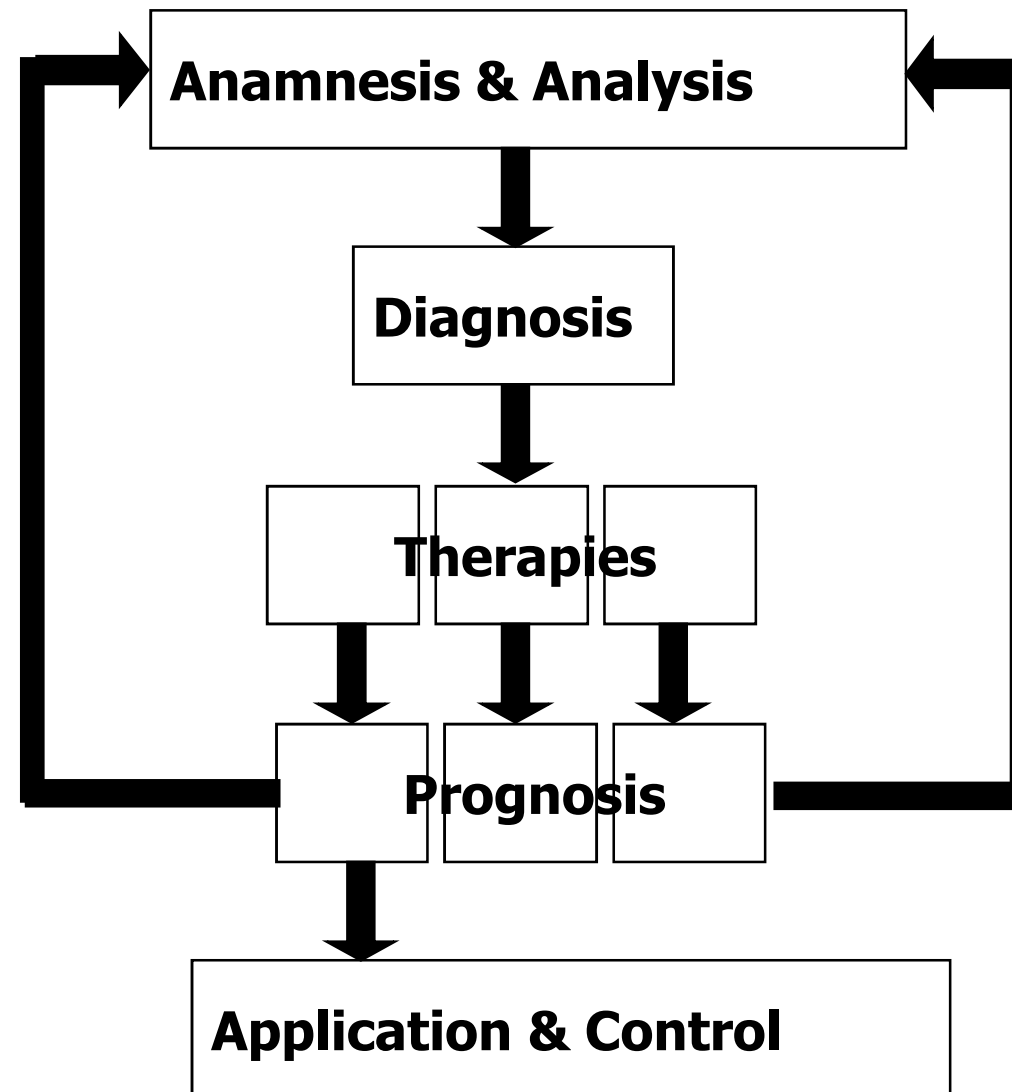 Anamnesis & Analysis
Diagnosis
Therapies
Prognosis
Application & Control